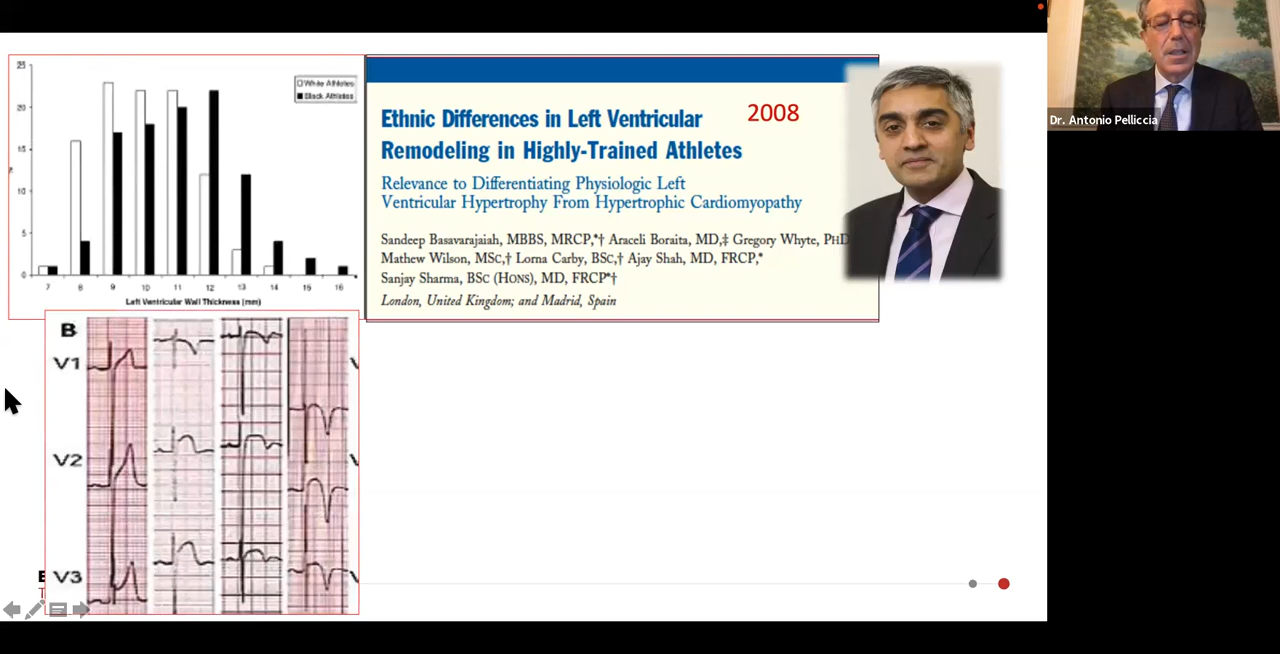 25
20
15
10
5
0
White Athletes
Black Athletes
7 8 9 10 11 12 13 14 15 16
Left Ventricular Wall Thickness (mm)
Ethnic Differences in Left Ventricular
Remodeling in Highly-Trained Athletes
2008
Relevance to Differentiating Physiologic Left
Ventricular Hypertrophy From Hypertrophic Cardiomyopathy
Sandeep Basavarajaiah, MBBS, MRCP,*† Araceli Boraita, MD,‡ Gregory Whyte, PHD
Mathew Wilson, MSC,† Lorna Carby, BSC,† Ajay Shah, MD, FRCP,*
Sanjay Sharma, BSC (HONS), MD, FRCP*†
London, United Kingdom; and Madrid, Spain
Dr. Antonio Pelliccia
B
V1
V2
V3